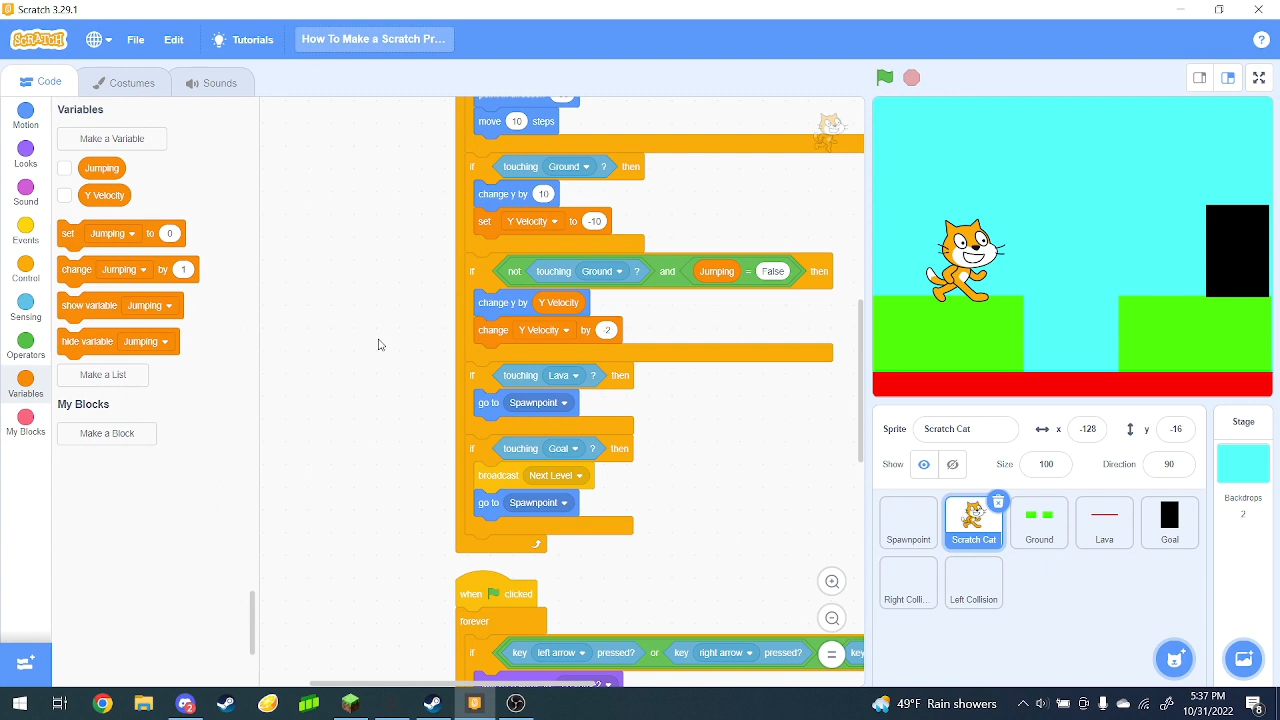 Scratch 3.29.1
SCRATCH File Edit Tutorials How To Make a Scratch Pr... ?
Code Costumes Sounds
Motion
Looks
Sound
Events
Control
Sensing
Operators
Variables
My Blocks
Variables
Make a Variable
Jumping
Y Velocity
set Jumping to 0
change Jumping by 1
show variable Jumping
hide variable Jumping
Make a List
My Blocks
Make a Block
move 10 steps
if touching Ground ? then
change y by 10
set Y Velocity to -10
if not touching Ground ? and Jumping = False then
change y by Y Velocity
change Y Velocity by -2
if touching Lava ? then
go to Spawnpoint
if touching Goal ? then
broadcast Next Level
go to Spawnpoint
when clicked
forever
if key left arrow pressed? or key right arrow pressed? key
Sprite Scratch Cat x -128 y -16
Show Size 100 Direction 90
Spawnpoint Scratch Cat Ground Lava Goal
Right Colli... Left Collision
Stage
Backdrops
2
48°F Rain showers
5:37 PM
10/31/2022